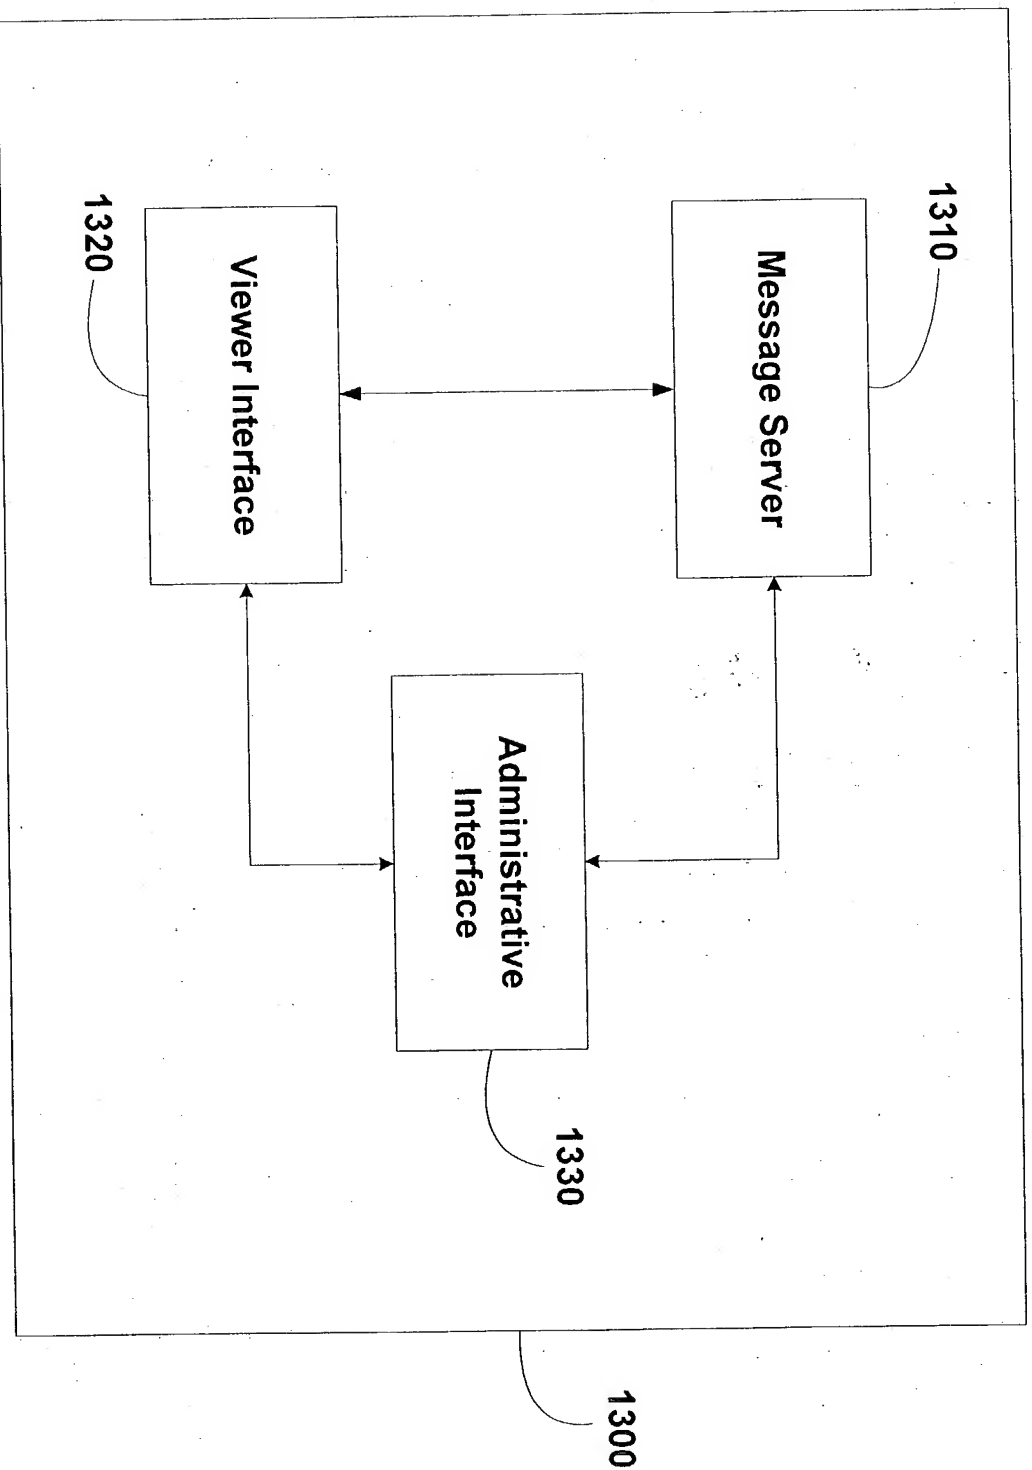 1310
Message Server
1320
Viewer Interface
Administrative
Interface
1330
1300